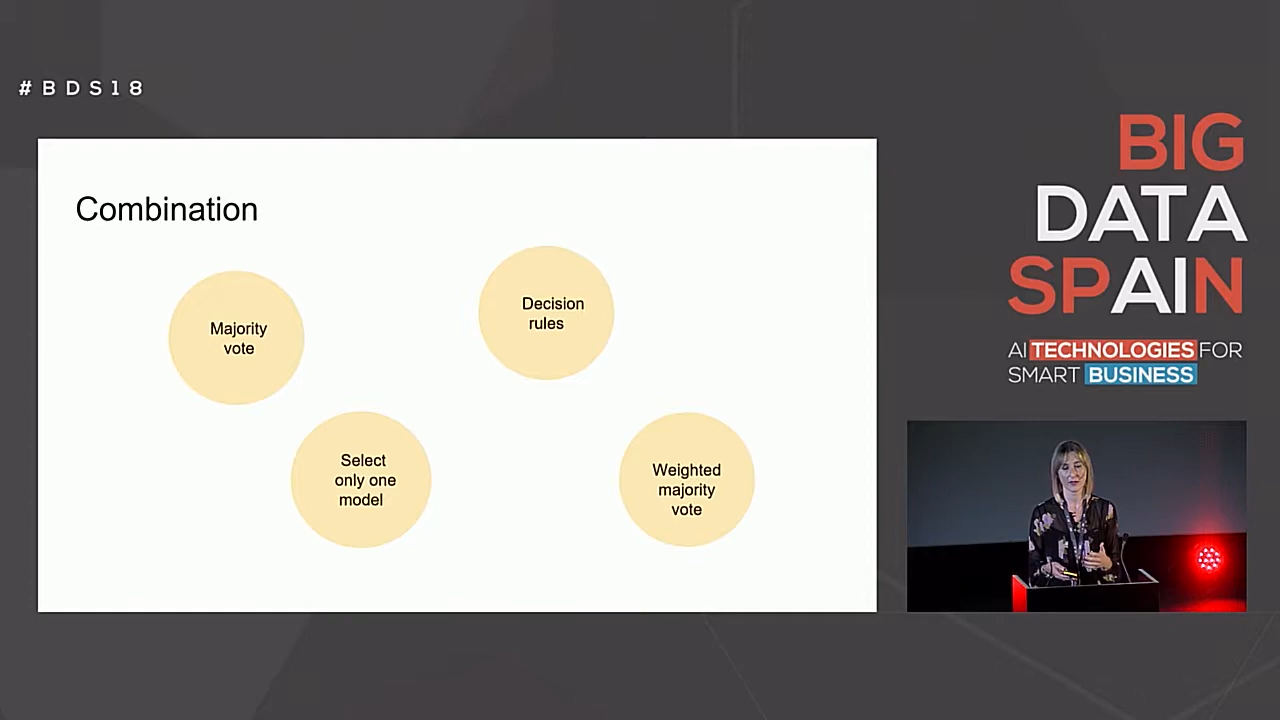 #BDS18
Combination
Majority
vote
Decision
rules
Select
only one
model
Weighted
majority
vote
BIG
DATA
SPAIN
AI TECHNOLOGIES FOR
SMART BUSINESS